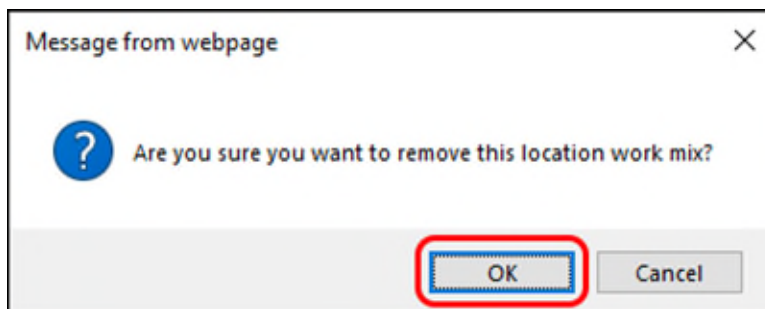 Message from webpage
Are you sure you want to remove this location work mix?
OK Cancel